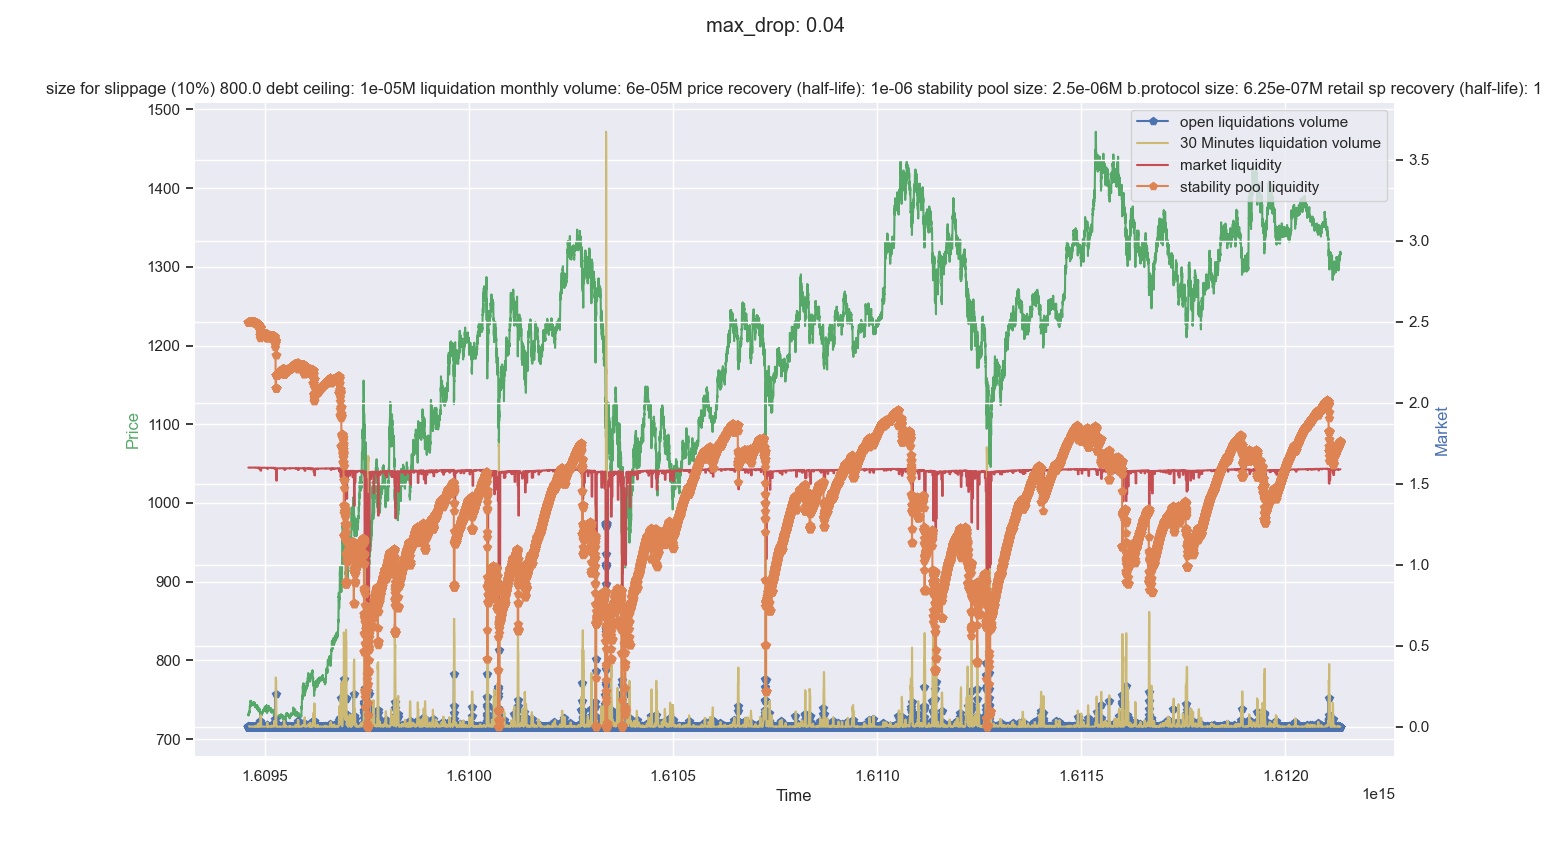 max_drop: 0.04
size for slippage (10%) 800.0 debt ceiling: 1e-05M liquidation monthly volume: 6e-05M price recovery (half-life): 1e-06 stability pool size: 2.5e-06M b.protocol size: 6.25e-07M retail sp recovery (half-life): 1
open liquidations volume
30 Minutes liquidation volume
market liquidity
stability pool liquidity
1500
1400
1300
1200
1100
1000
900
800
700
Price
3.5
3.0
2.5
2.0
1.5
1.0
0.5
0.0
Market
1.6095 1.6100 1.6105 1.6110 1.6115 1.6120
1e15
Time